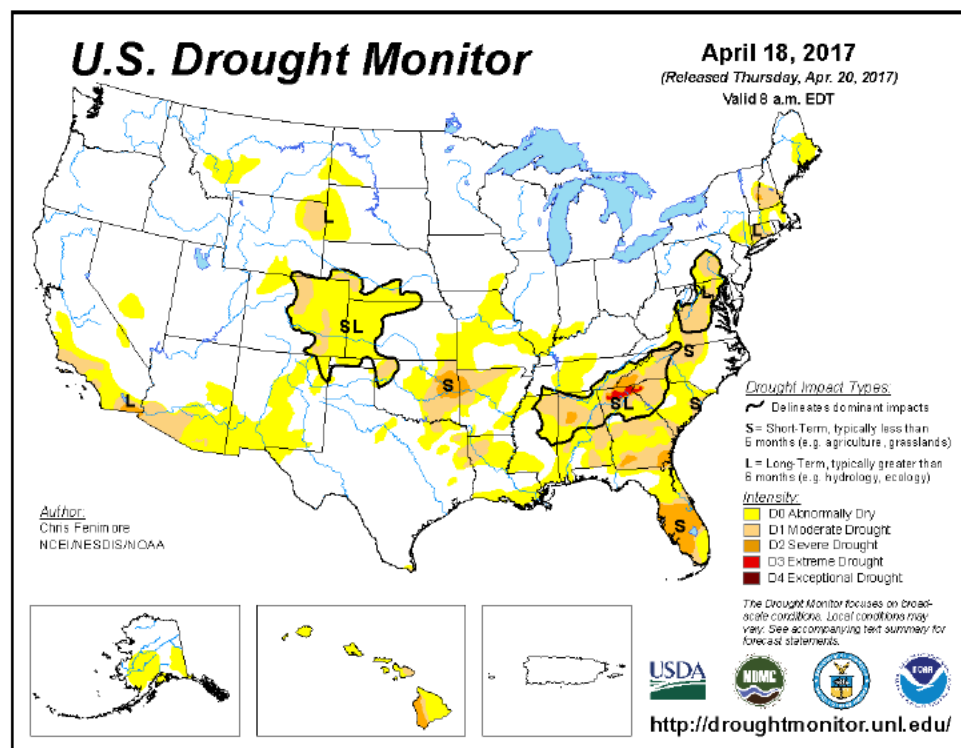 U.S. Drought Monitor
April 18, 2017
(Released Thursday, Apr. 20, 2017)
Valid 8 a.m. EDT
L
L
L
SL
S
S
SL
S
L
S
Drought Impact Types:
Delineates dominant impacts
S = Short-Term, typically less than
6 months (e.g. agriculture, grasslands)
L = Long-Term, typically greater than
6 months (e.g. hydrology, ecology)
Intensity:
D0 Abnormally Dry
D1 Moderate Drought
D2 Severe Drought
D3 Extreme Drought
D4 Exceptional Drought
Author:
Chris Fenimore
NCEI/NESDIS/NOAA
The Drought Monitor focuses on broad-
scale conditions. Local conditions may
vary. See accompanying text summary for
forecast statements.
USDA
NDMC
NOAA
http://droughtmonitor.unl.edu/